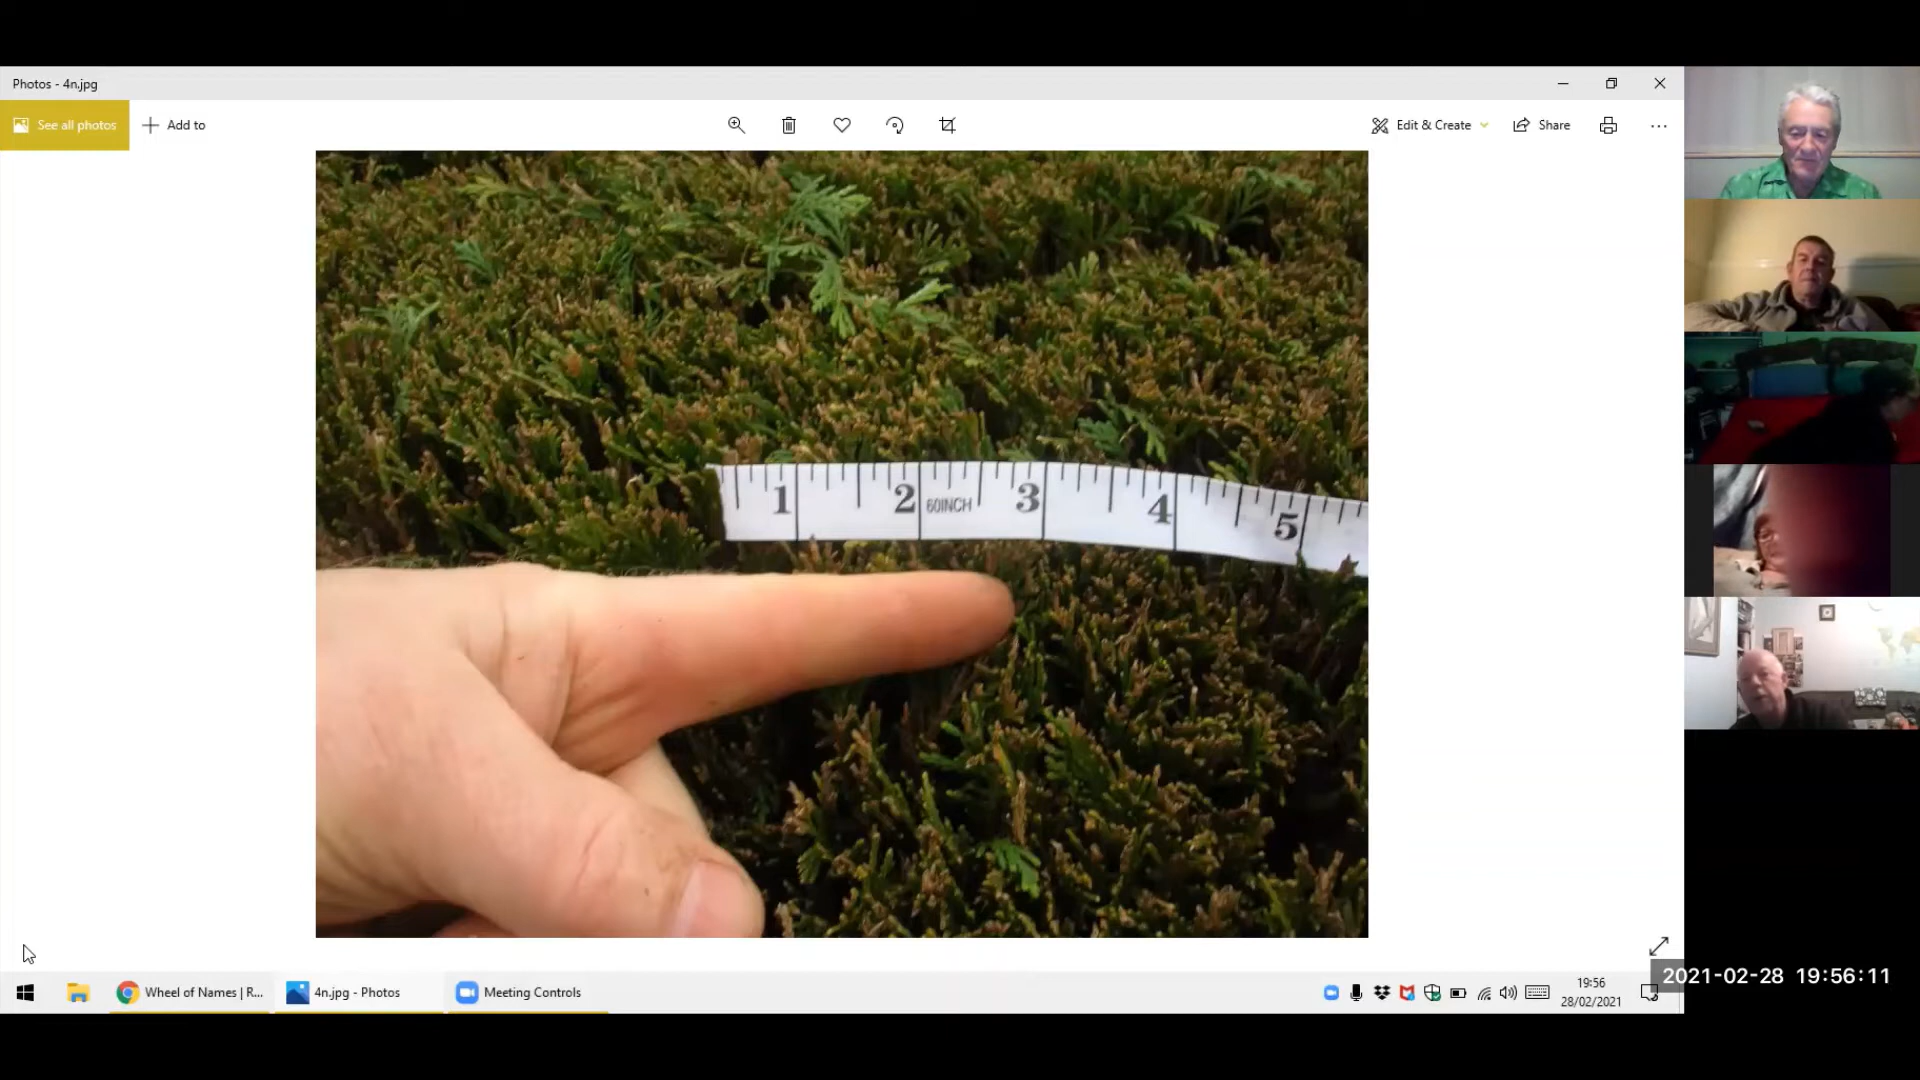 Photos - 4n.jpg
See all photos
Add to
Edit & Create
Share
1 2 60INCH 3 4 5
Wheel of Names | R...
4n.jpg - Photos
Meeting Controls
19:56
28/02/2021
2021-02-28 19:56:11